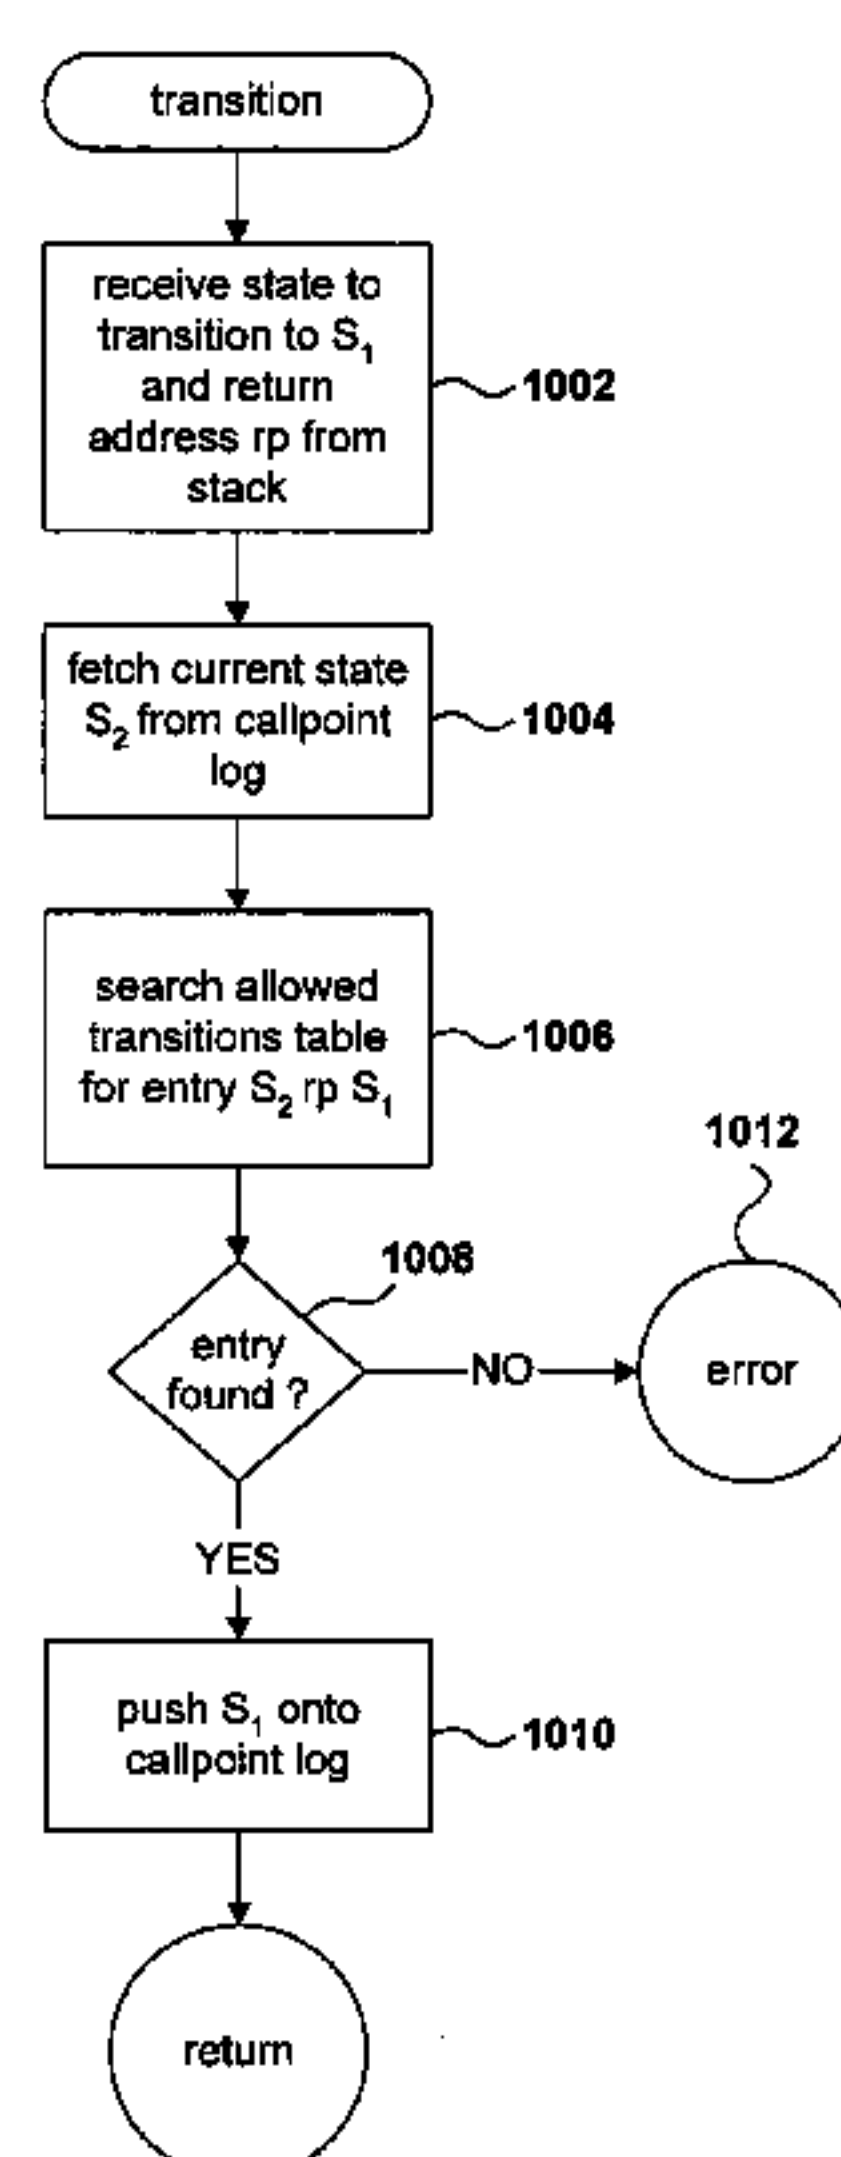 transition
receive state to
transition to S₁
and return
address rp from
stack
1002
fetch current state
S₂ from callpoint
log
1004
search allowed
transitions table
for entry S₂ rp S₁
1006
1012
1008
entry
found ?
NO
error
YES
push S₁ onto
callpoint log
1010
return